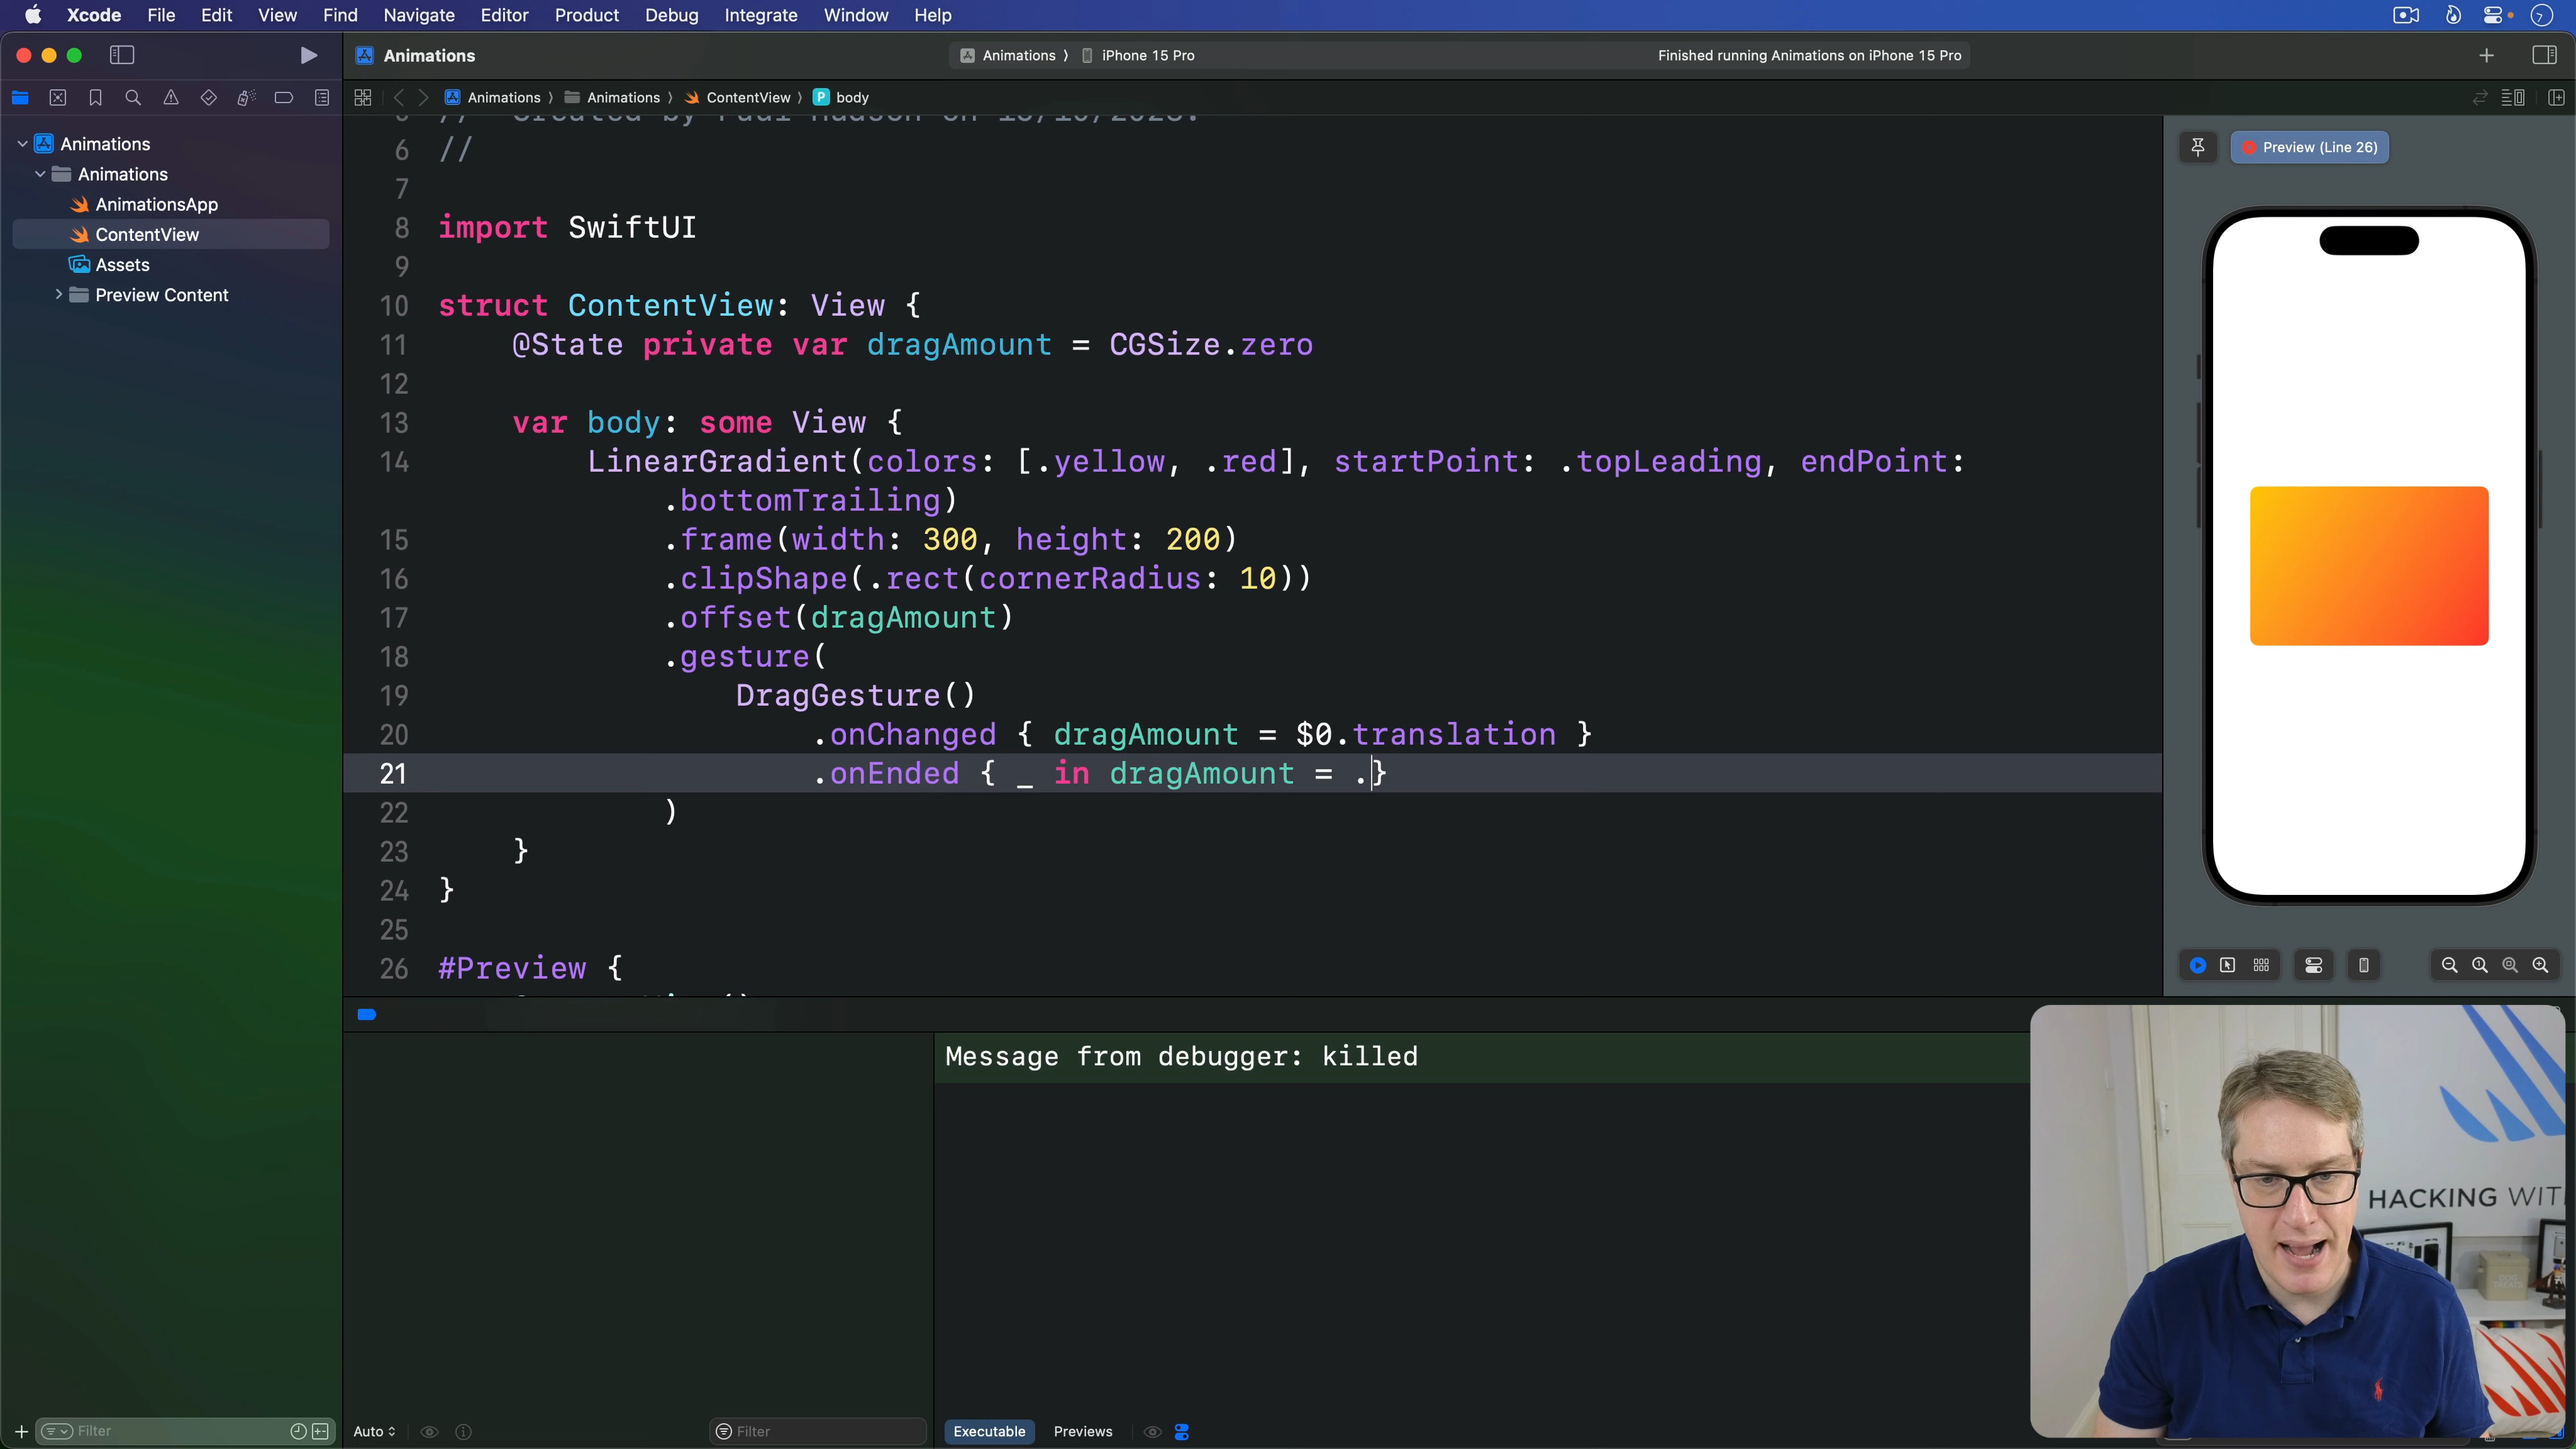 Xcode File Edit View Find Navigate Editor Product Debug Integrate Window Help
Animations
Animations ⟩ iPhone 15 Pro
Finished running Animations on iPhone 15 Pro
Animations ⟩ Animations ⟩ ContentView ⟩ P body
Animations
Animations
AnimationsApp
ContentView
Assets
Preview Content
6 //
7
8 import SwiftUI
9
10 struct ContentView: View {
11 @State private var dragAmount = CGSize.zero
12
13 var body: some View {
14 LinearGradient(colors: [.yellow, .red], startPoint: .topLeading, endPoint:
.bottomTrailing)
15 .frame(width: 300, height: 200)
16 .clipShape(.rect(cornerRadius: 10))
17 .offset(dragAmount)
18 .gesture(
19 DragGesture()
20 .onChanged { dragAmount = $0.translation }
21 .onEnded { _ in dragAmount = .}
22 )
23 }
24 }
25
26 #Preview {
Preview (Line 26)
Message from debugger: killed
HACKING WIT
Filter
Auto
Filter
Executable Previews